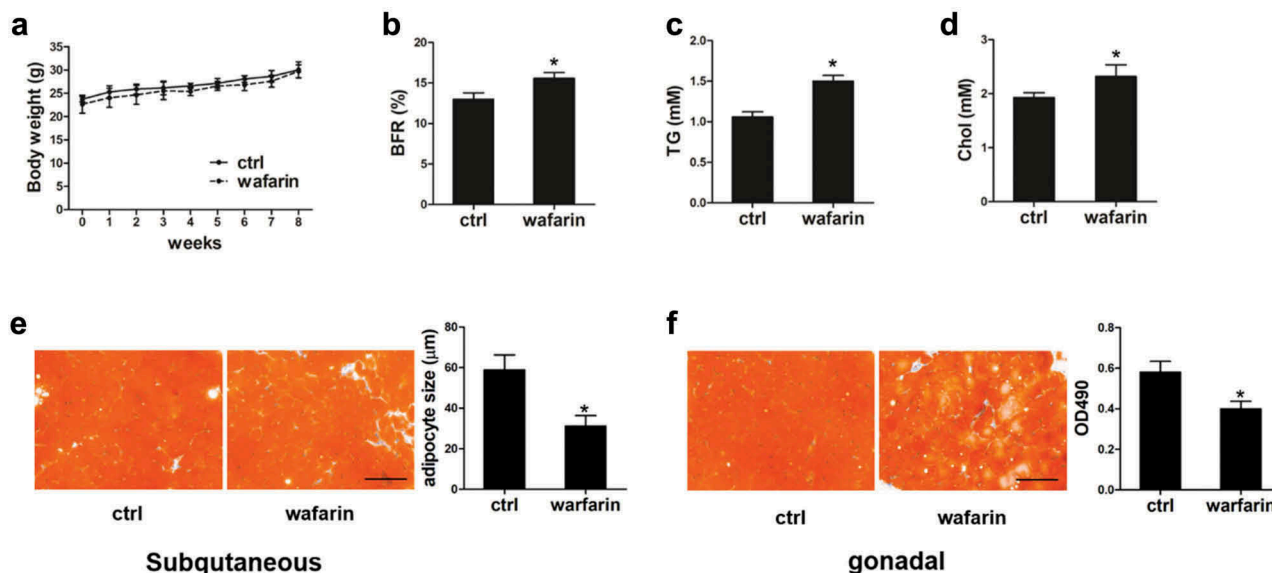 a
Body weight (g)
35
30
25
20
15
10
5
0
ctrl
wafarin
0 1 2 3 4 5 6 7 8
weeks
b
BFR (%)
20
15
10
5
0
ctrl wafarin
*
c
TG (mM)
2.0
1.5
1.0
0.5
0.0
ctrl wafarin
*
d
Chol (mM)
3
2
1
0
ctrl wafarin
*
e
ctrl wafarin
Subqutaneous
adipocyte size (μm)
80
60
40
20
0
ctrl warfarin
*
f
ctrl wafarin
gonadal
OD490
0.8
0.6
0.4
0.2
0.0
ctrl warfarin
*